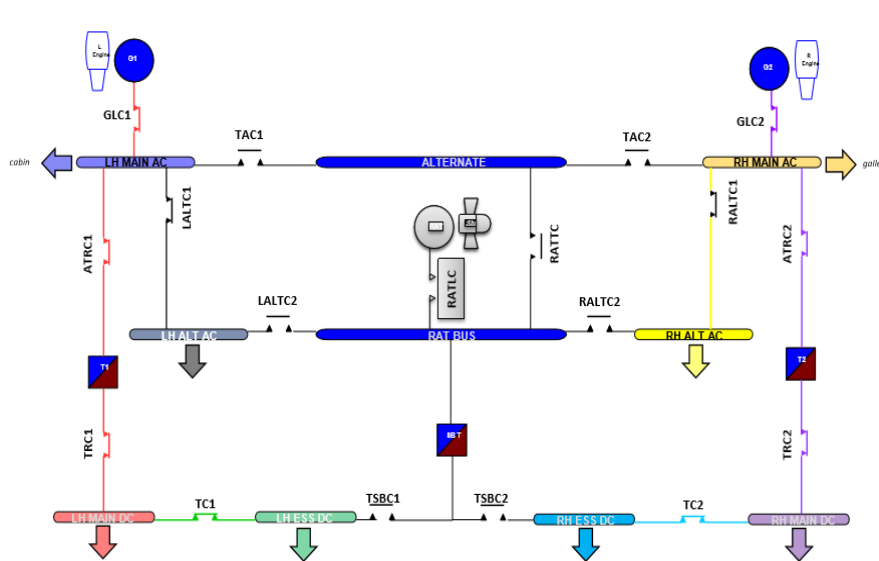 L
Engine
G1
G2
R
Engine
GLC1
GLC2
TAC1
TAC2
cabin
LH MAIN AC
ALTERNATE
RH MAIN AC
galle
LALTC1
RALTC1
ATRC1
RATLC
RATTC
ATRC2
LALTC2
RALTC2
LH ALT AC
RAT BUS
RH ALT AC
T1
T2
TRC1
TRC2
TC1
TSBC1
TSBC2
TC2
LH MAIN DC
LH ESS DC
RH ESS DC
RH MAIN DC